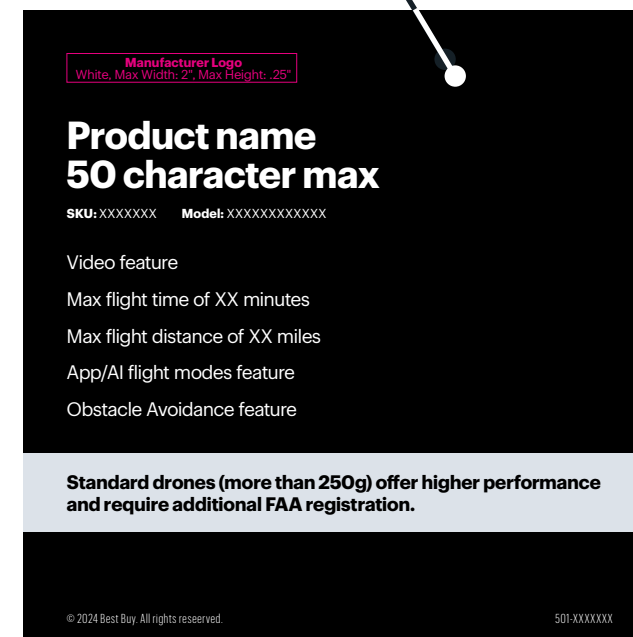 Manufacturer Logo
White, Max Width: 2", Max Height: .25"
Product name
50 character max
SKU: XXXXXXX Model: XXXXXXXXXXXX
Video feature
Max flight time of XX minutes
Max flight distance of XX miles
App/AI flight modes feature
Obstacle Avoidance feature
Standard drones (more than 250g) offer higher performance
and require additional FAA registration.
© 2024 Best Buy. All rights reseerved. 501-XXXXXXX